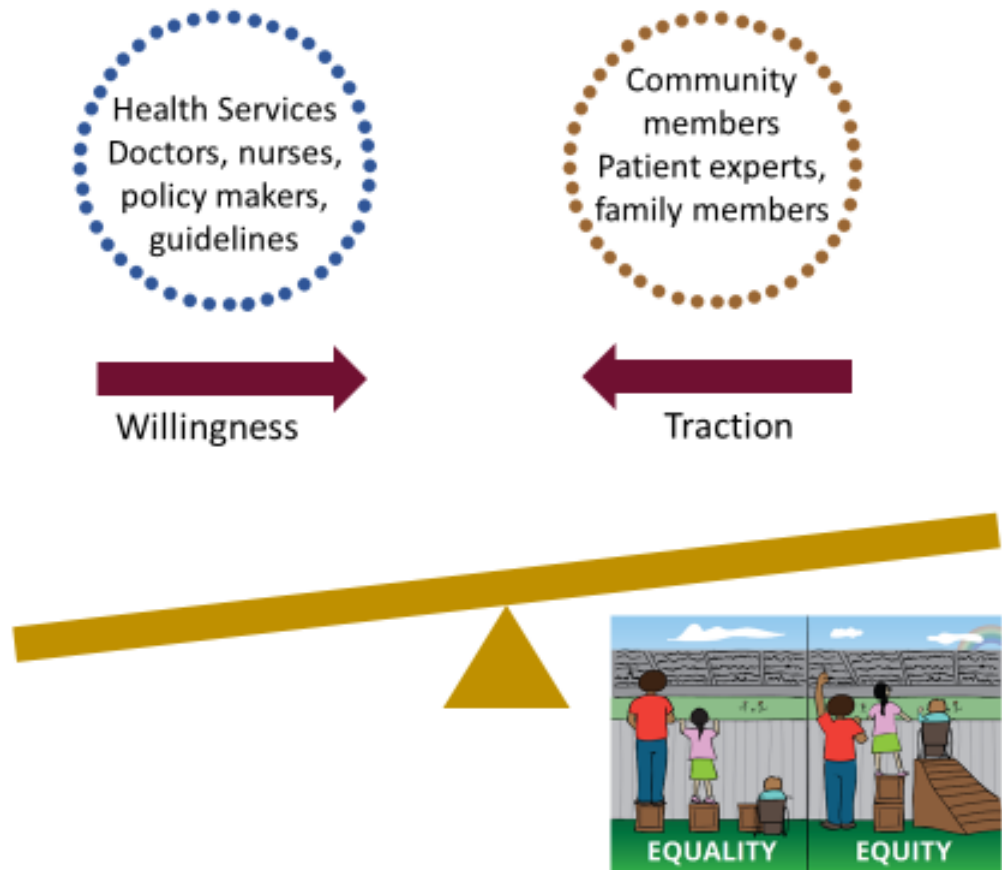 Health Services
Doctors, nurses,
policy makers,
guidelines
Community
members
Patient experts,
family members
Willingness
Traction
EQUALITY
EQUITY